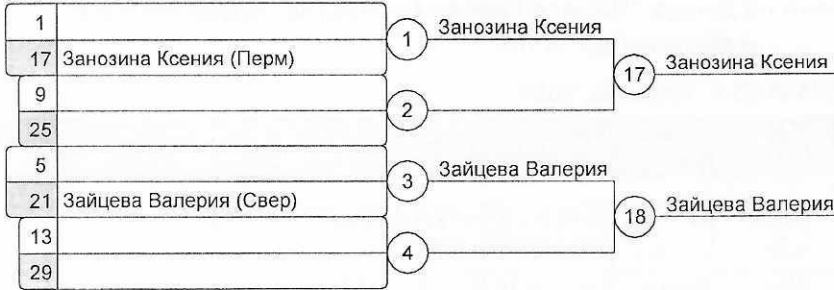 1
17 Занозина Ксения (Перм)
1 Занозина Ксения
9
25
2
17 Занозина Ксения
5
21 Зайцева Валерия (Свер)
3 Зайцева Валерия
13
29
4
18 Зайцева Валерия